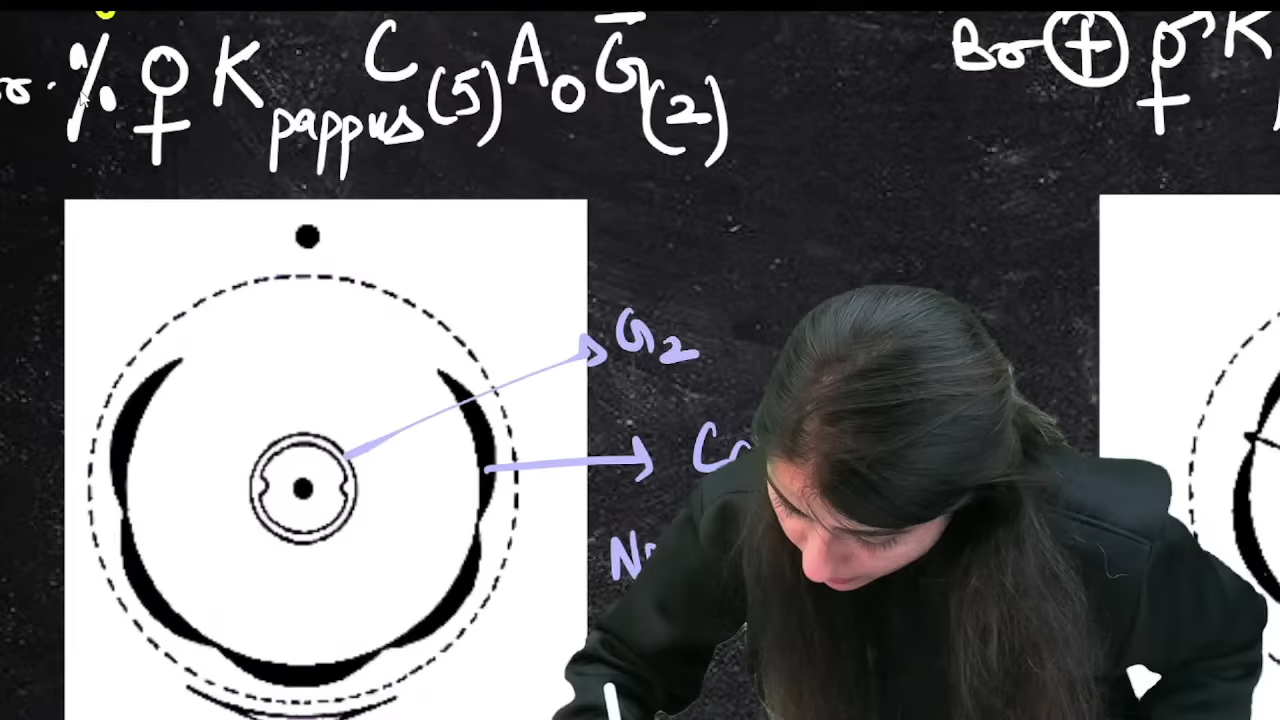 % ♀ K pappus C(5) A0 G̅(2)
Br ⊕ ⚥ K
G2